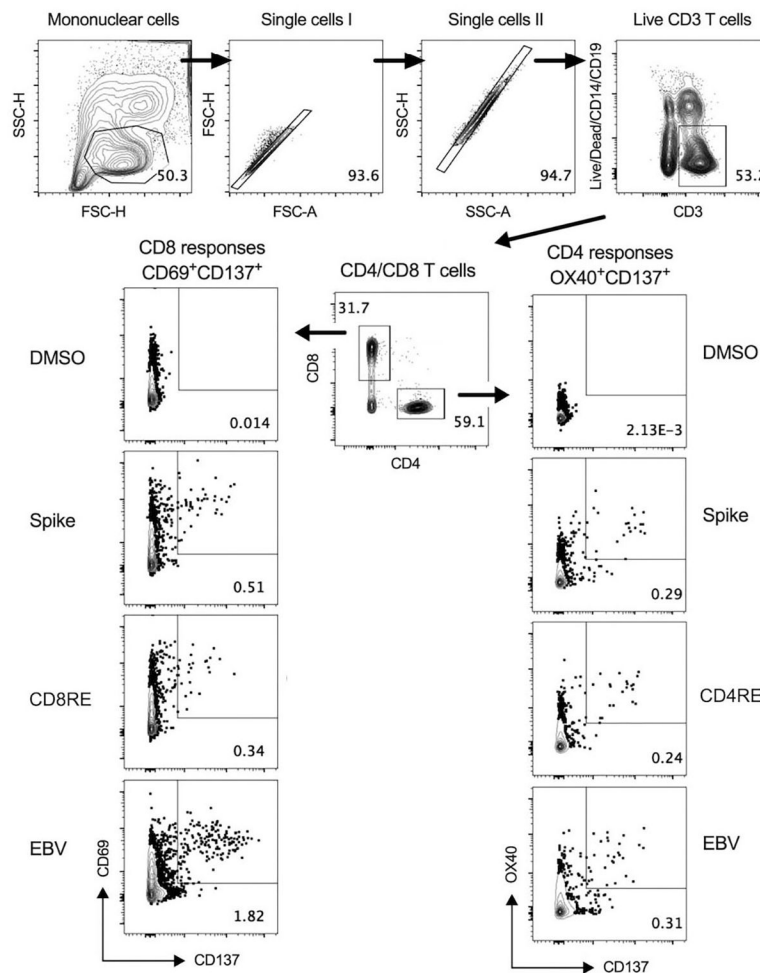 Mononuclear cells
Single cells I
Single cells II
Live CD3 T cells
SSC-H
50.3
FSC-H
FSC-H
93.6
FSC-A
SSC-H
94.7
SSC-A
Live/Dead/CD14/CD19
CD3
CD8 responses
CD69⁺CD137⁺
CD4/CD8 T cells
CD4 responses
OX40⁺CD137⁺
31.7
CD8
59.1
CD4
DMSO
0.014
Spike
0.51
CD8RE
0.34
EBV
1.82
CD69
CD137
DMSO
2.13E-3
Spike
0.29
CD4RE
0.24
EBV
0.31
OX40
CD137